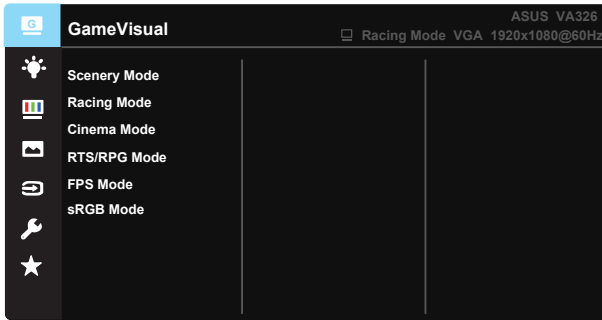 G
GameVisual
ASUS VA326
Racing Mode VGA 1920x1080@60Hz
Scenery Mode
Racing Mode
Cinema Mode
RTS/RPG Mode
FPS Mode
sRGB Mode